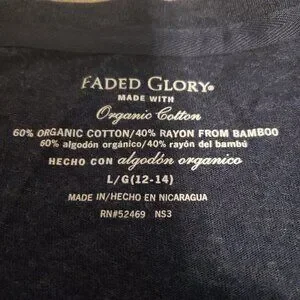 FADED GLORY®
MADE WITH
Organic Cotton
60% ORGANIC COTTON/40% RAYON FROM BAMBOO
60% algodón orgánico/40% rayón del bambú
HECHO CON algodón organico
L/G(12-14)
MADE IN/HECHO EN NICARAGUA
RN#52469 NS3